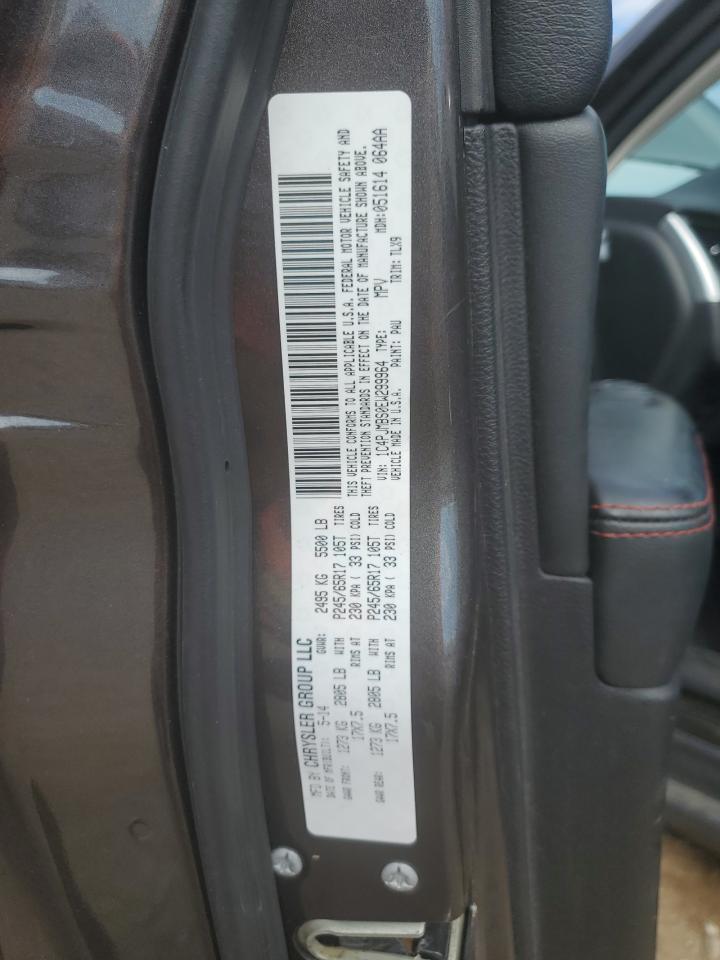 MFD BY CHRYSLER GROUP LLC
DATE OF MFR(BUILT): 5-14 GVWR: 2495 KG 5500 LB
GAWR FRONT: 1273 KG 2805 LB WITH P245/65R17 105T TIRES
17X7.5 RIMS AT 230 KPA ( 33 PSI) COLD
GAWR REAR: 1273 KG 2805 LB WITH P245/65R17 105T TIRES
17X7.5 RIMS AT 230 KPA ( 33 PSI) COLD
THIS VEHICLE CONFORMS TO ALL APPLICABLE U.S.A. FEDERAL MOTOR VEHICLE SAFETY AND
THEFT PREVENTION STANDARDS IN EFFECT ON THE DATE OF MANUFACTURE SHOWN ABOVE.
VIN: 1C4PJMBS0EW299964 TYPE: MPV MDH:051614 064AA
VEHICLE MADE IN U.S.A. PAINT: PAU TRIM: TLX9